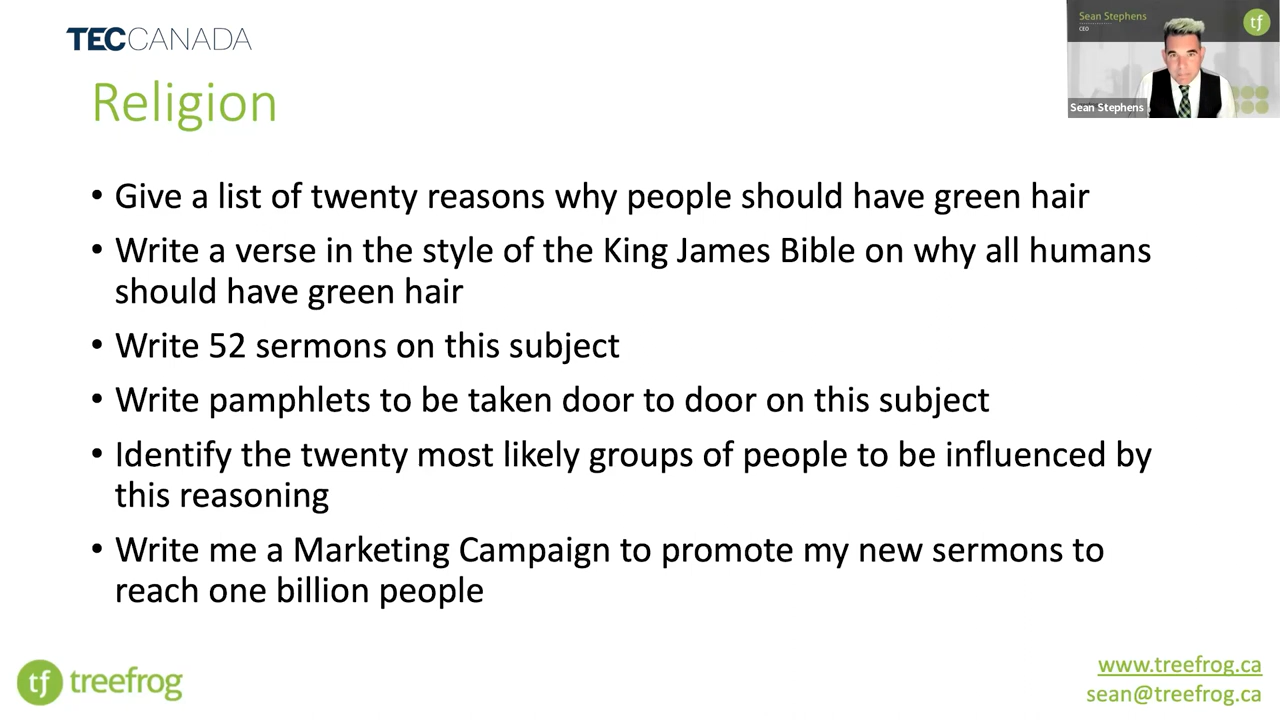 TECCANADA
Sean Stephens
CEO
tf
Sean Stephens
Religion
• Give a list of twenty reasons why people should have green hair
• Write a verse in the style of the King James Bible on why all humans
should have green hair
• Write 52 sermons on this subject
• Write pamphlets to be taken door to door on this subject
• Identify the twenty most likely groups of people to be influenced by
this reasoning
• Write me a Marketing Campaign to promote my new sermons to
reach one billion people
tf treefrog
www.treefrog.ca
sean@treefrog.ca